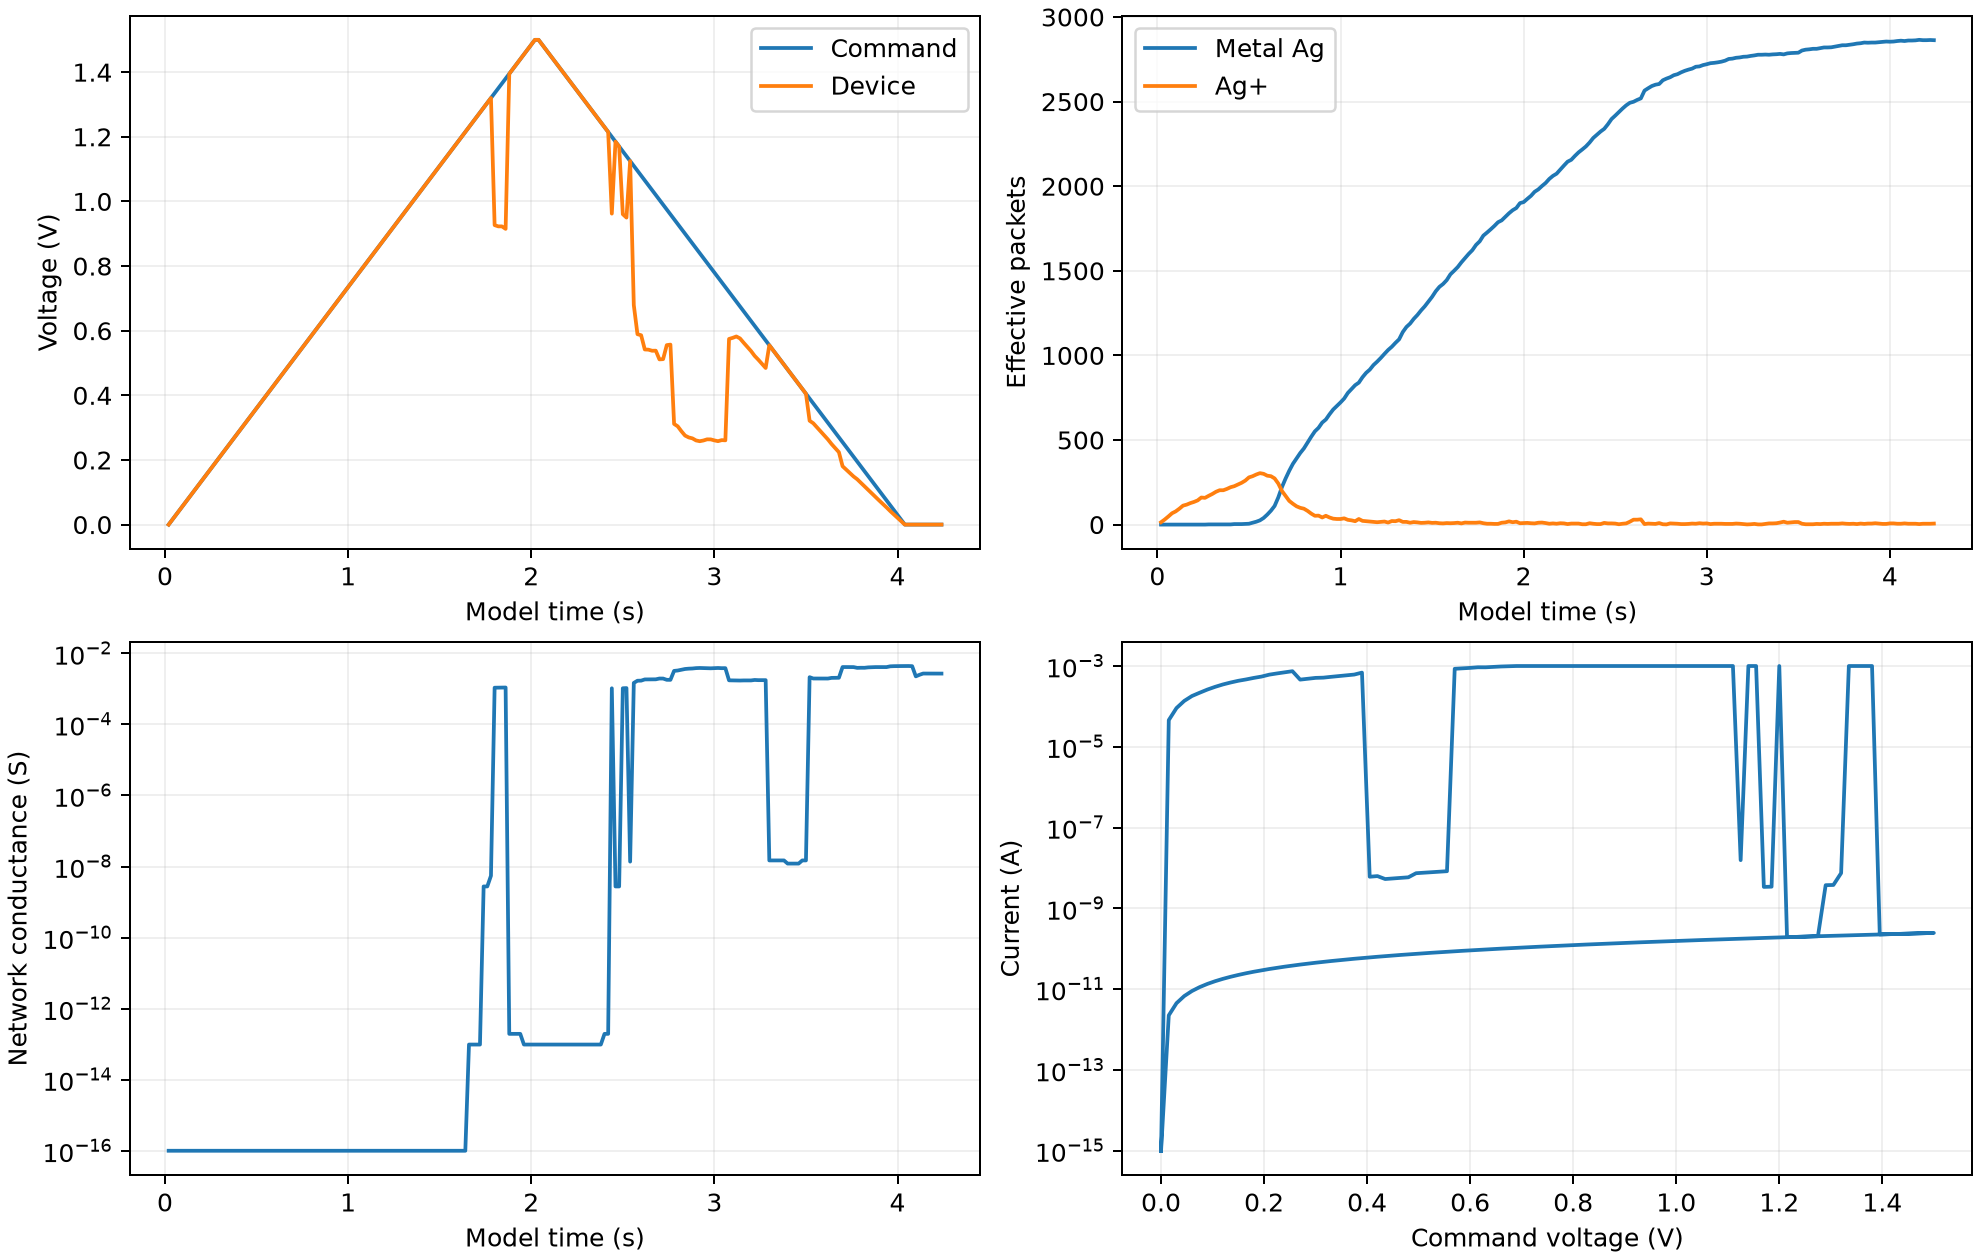 Voltage (V)
1.4
1.2
1.0
0.8
0.6
0.4
0.2
0.0
Command
Device
0 1 2 3 4
Model time (s)
Effective packets
3000
2500
2000
1500
1000
500
0
Metal Ag
Ag+
0 1 2 3 4
Model time (s)
Network conductance (S)
10⁻²
10⁻⁴
10⁻⁶
10⁻⁸
10⁻¹⁰
10⁻¹²
10⁻¹⁴
10⁻¹⁶
0 1 2 3 4
Model time (s)
Current (A)
10⁻³
10⁻⁵
10⁻⁷
10⁻⁹
10⁻¹¹
10⁻¹³
10⁻¹⁵
0.0 0.2 0.4 0.6 0.8 1.0 1.2 1.4
Command voltage (V)